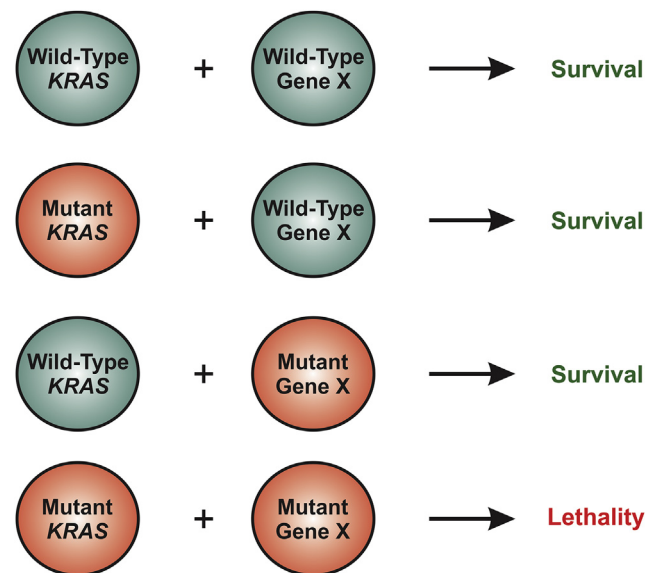 Wild-Type KRAS + Wild-Type Gene X → Survival
Mutant KRAS + Wild-Type Gene X → Survival
Wild-Type KRAS + Mutant Gene X → Survival
Mutant KRAS + Mutant Gene X → Lethality